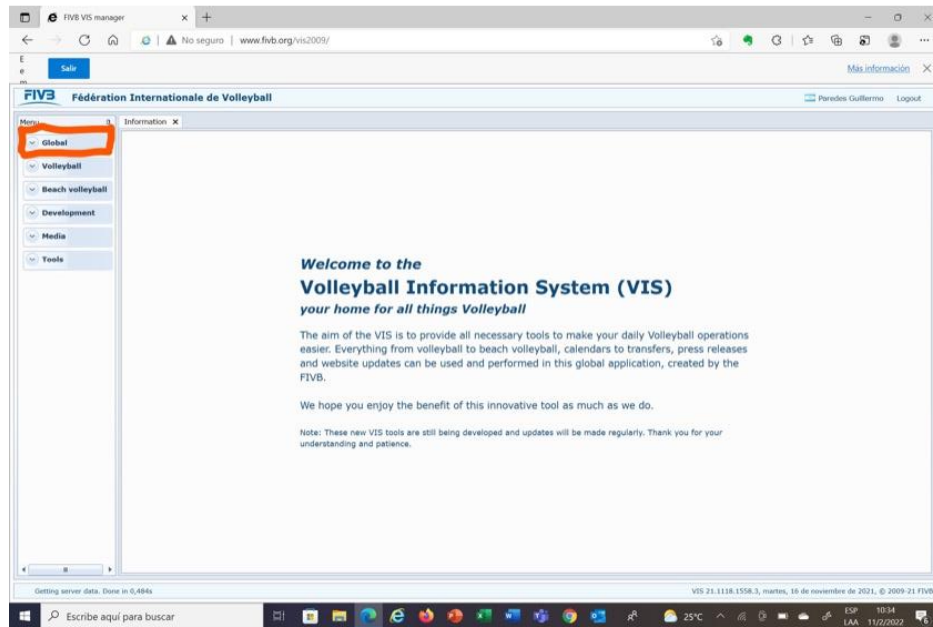 FIVB VIS manager
No seguro | www.fivb.org/vis2009/
Salir
Más información
FIVB Fédération Internationale de Volleyball
Paredes Guillermo Logout
Menu
Information
Global
Volleyball
Beach volleyball
Development
Media
Tools
Welcome to the
Volleyball Information System (VIS)
your home for all things Volleyball
The aim of the VIS is to provide all necessary tools to make your daily Volleyball operations
easier. Everything from volleyball to beach volleyball, calendars to transfers, press releases
and website updates can be used and performed in this global application, created by the
FIVB.
We hope you enjoy the benefit of this innovative tool as much as we do.
Note: These new VIS tools are still being developed and updates will be made regularly. Thank you for your
understanding and patience.
Getting server data. Done in 0,484s
VIS 21.1118.1558.3, martes, 16 de noviembre de 2021, © 2009-21 FIVB
Escribe aquí para buscar
25°C
ESP
LAA
10:34
11/2/2022